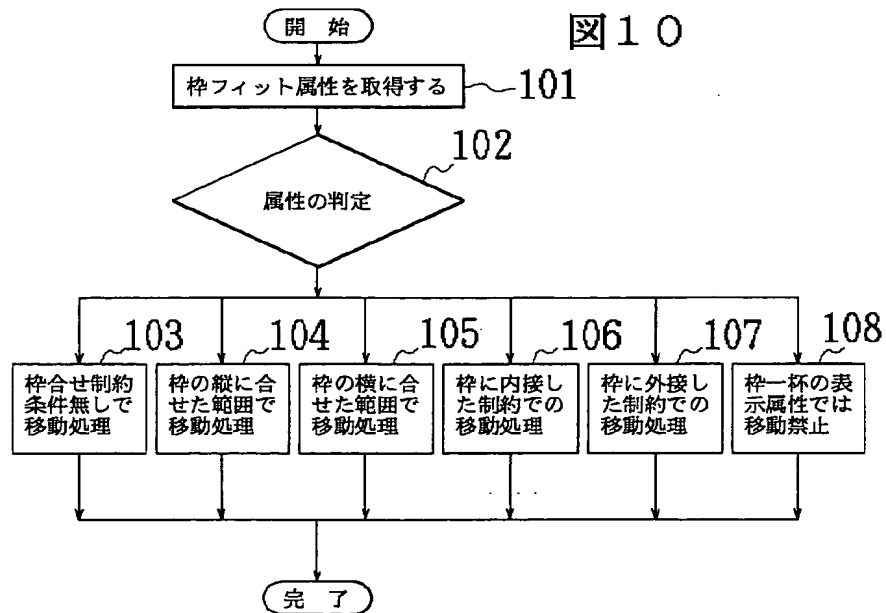 開 始
図10
枠フィット属性を取得する
101
102
属性の判定
103
104
105
106
107
108
枠合せ制約
条件無しで
移動処理
枠の縦に合
せた範囲で
移動処理
枠の横に合
せた範囲で
移動処理
枠に内接し
た制約での
移動処理
枠に外接し
た制約での
移動処理
枠一杯の表
示属性では
移動禁止
完 了